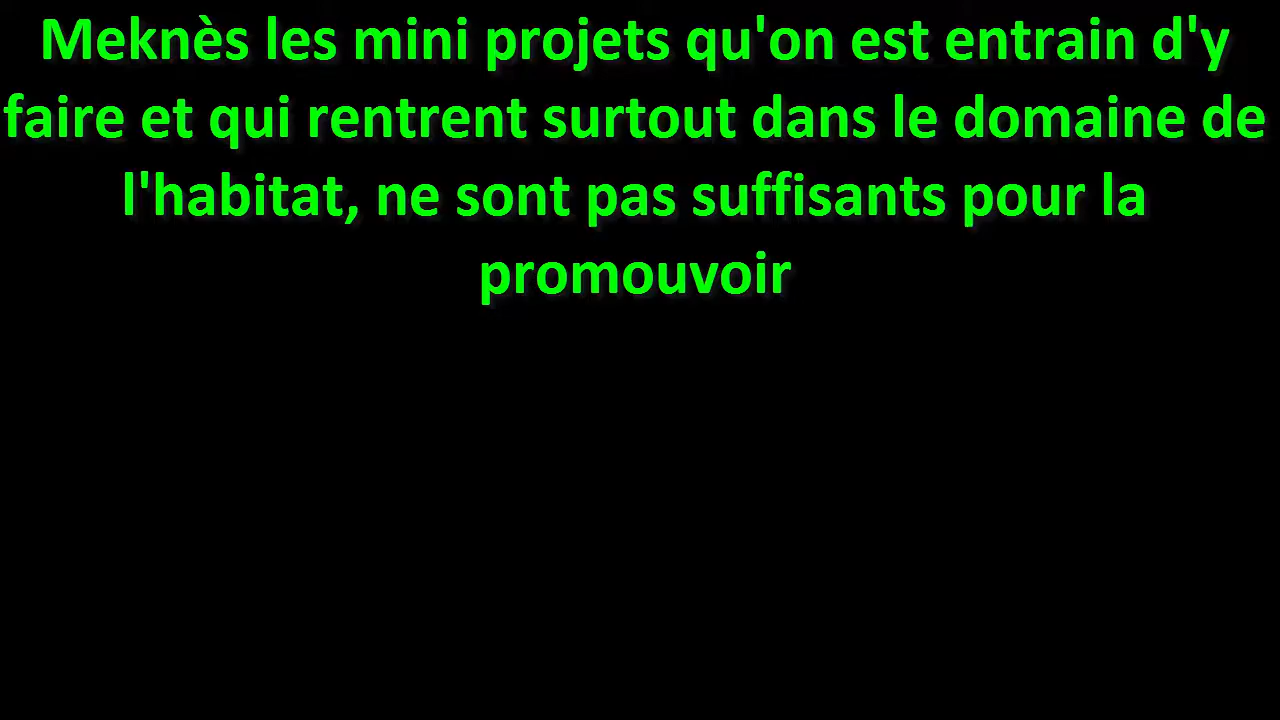 Meknès les mini projets qu'on est entrain d'y
faire et qui rentrent surtout dans le domaine de
l'habitat, ne sont pas suffisants pour la
promouvoir